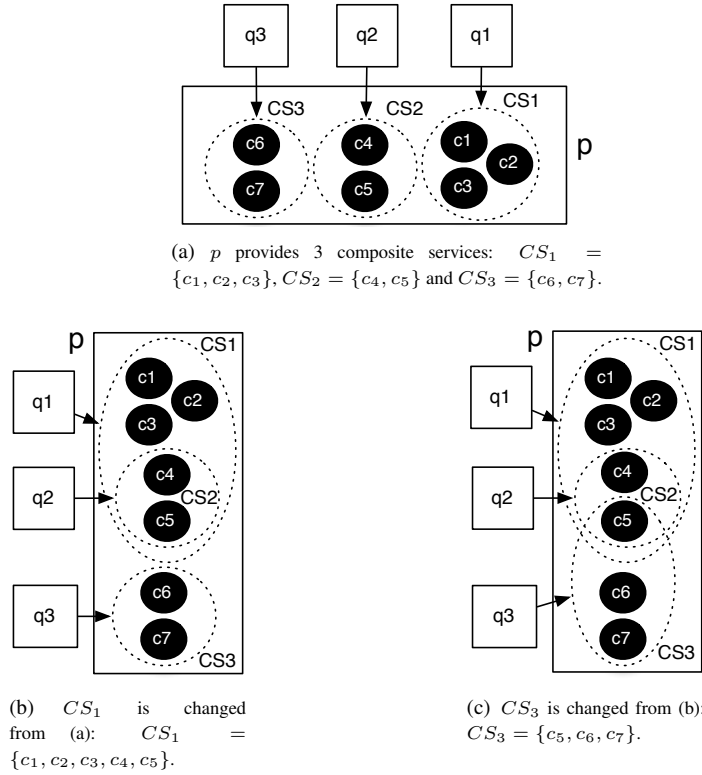 q3
q2
q1
CS3
CS2
CS1
c6
c4
c1
c2
p
c7
c5
c3
(a) p provides 3 composite services: CS₁ =
{c₁, c₂, c₃}, CS₂ = {c₄, c₅} and CS₃ = {c₆, c₇}.
p
CS1
c1
q1
c2
c3
c4
q2
CS2
c5
c6
q3
c7
CS3
(b) CS₁ is changed
from (a): CS₁ =
{c₁, c₂, c₃, c₄, c₅}.
p
CS1
c1
q1
c2
c3
c4
q2
CS2
c5
c6
q3
c7
CS3
(c) CS₃ is changed from (b):
CS₃ = {c₅, c₆, c₇}.